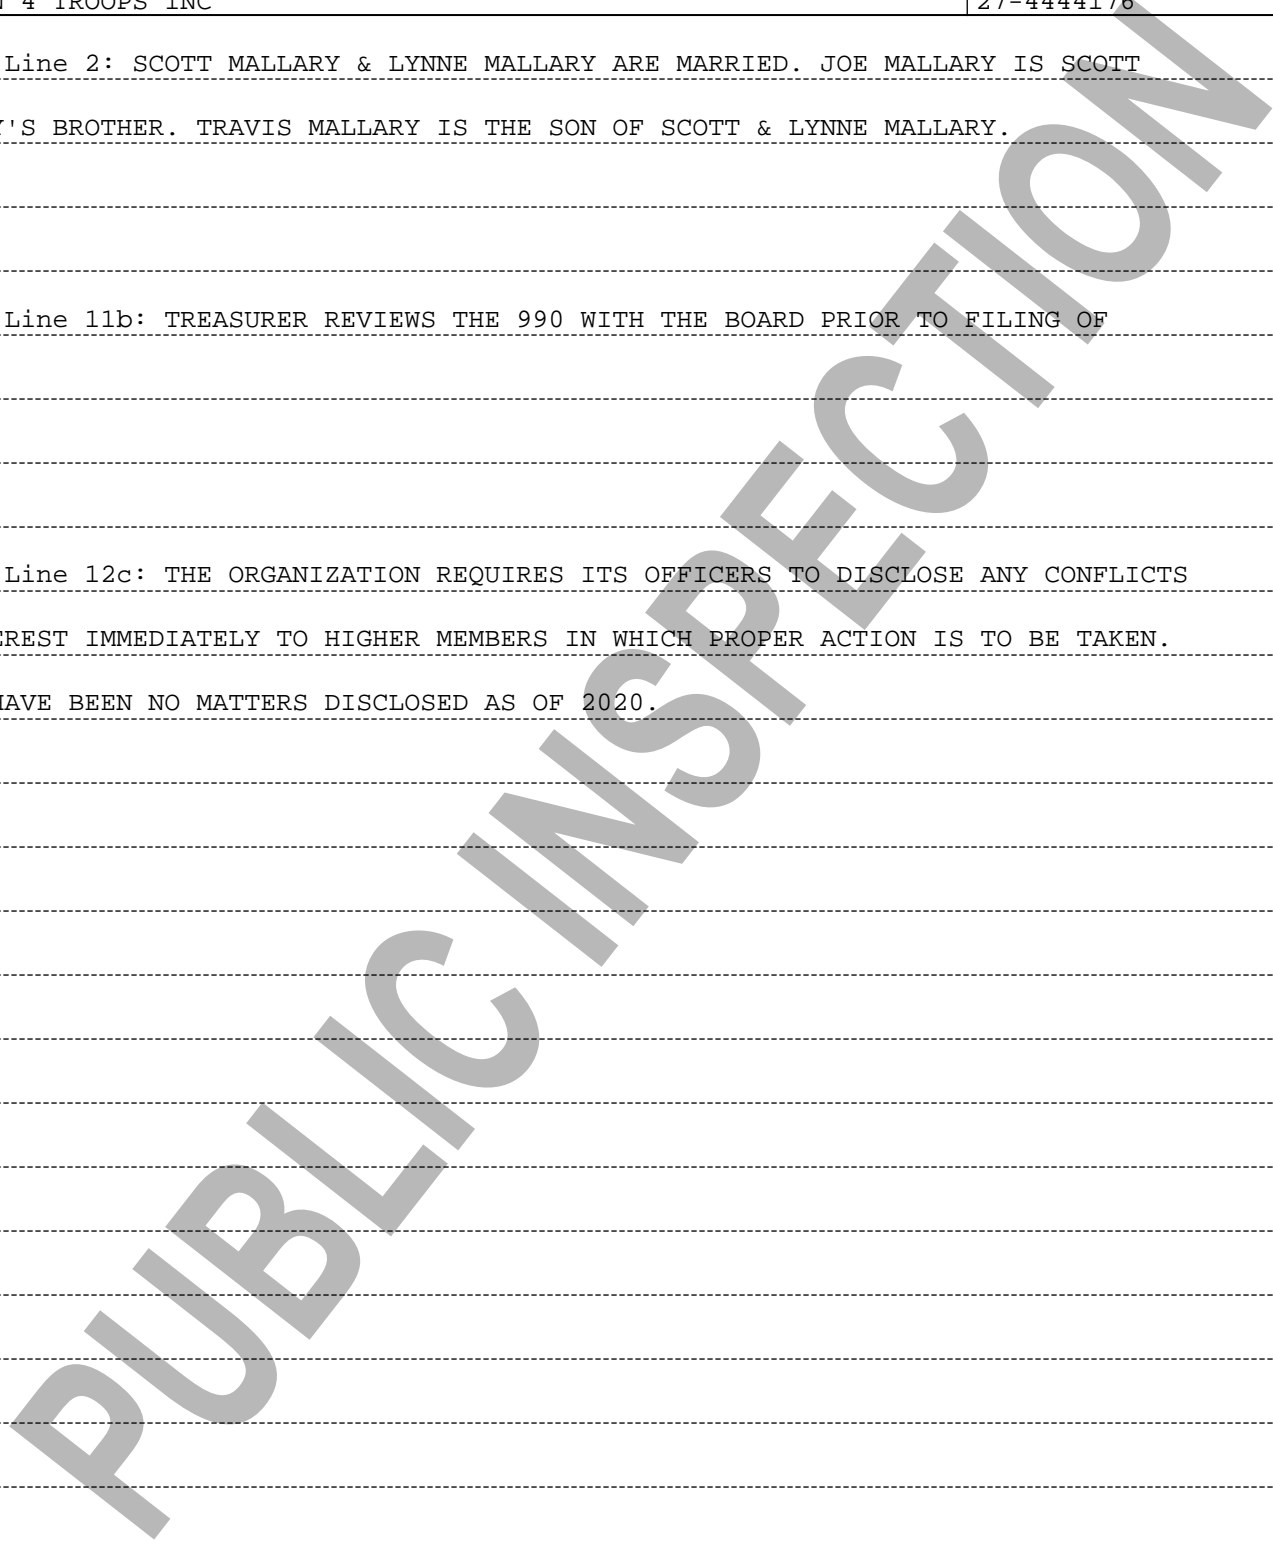 4 TROOPS INC 27-4444176
Line 2: SCOTT MALLARY & LYNNE MALLARY ARE MARRIED. JOE MALLARY IS SCOTT
'S BROTHER. TRAVIS MALLARY IS THE SON OF SCOTT & LYNNE MALLARY.
Line 11b: TREASURER REVIEWS THE 990 WITH THE BOARD PRIOR TO FILING OF
Line 12c: THE ORGANIZATION REQUIRES ITS OFFICERS TO DISCLOSE ANY CONFLICTS
EREST IMMEDIATELY TO HIGHER MEMBERS IN WHICH PROPER ACTION IS TO BE TAKEN.
HAVE BEEN NO MATTERS DISCLOSED AS OF 2020.
PUBLIC INSPECTION